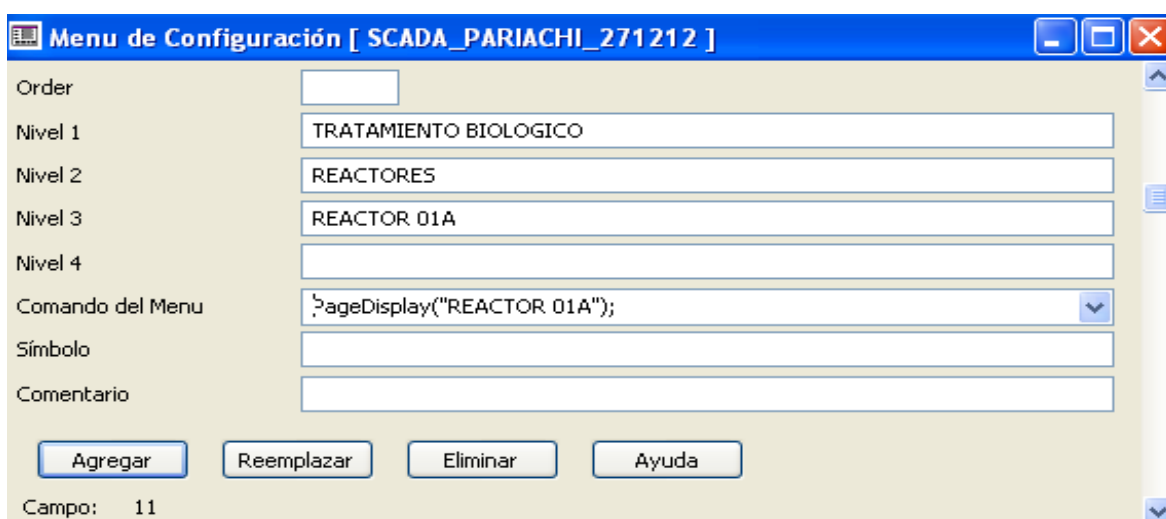 Menu de Configuración [ SCADA_PARIACHI_271212 ]
Order
Nivel 1 TRATAMIENTO BIOLOGICO
Nivel 2 REACTORES
Nivel 3 REACTOR 01A
Nivel 4
Comando del Menu PageDisplay("REACTOR 01A");
Símbolo
Comentario
Agregar Reemplazar Eliminar Ayuda
Campo: 11